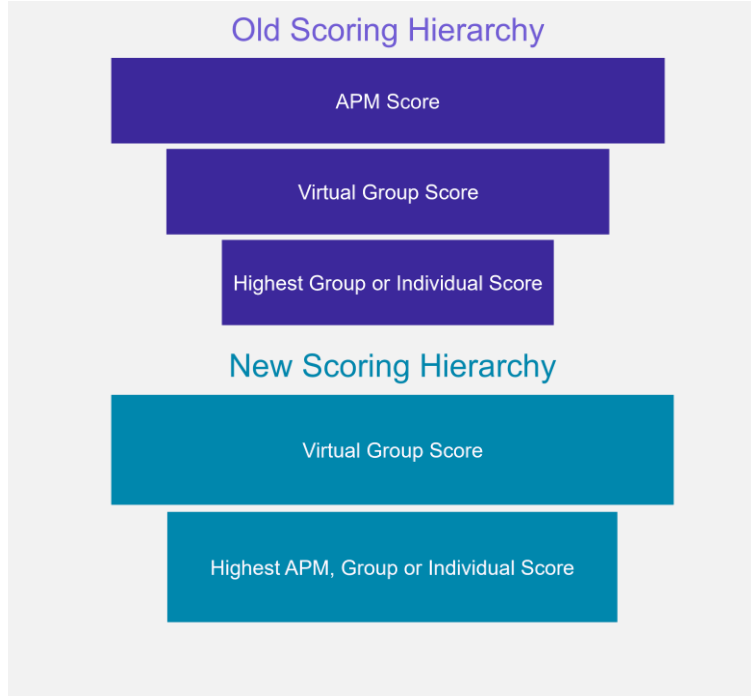 Old Scoring Hierarchy
APM Score
Virtual Group Score
Highest Group or Individual Score
New Scoring Hierarchy
Virtual Group Score
Highest APM, Group or Individual Score